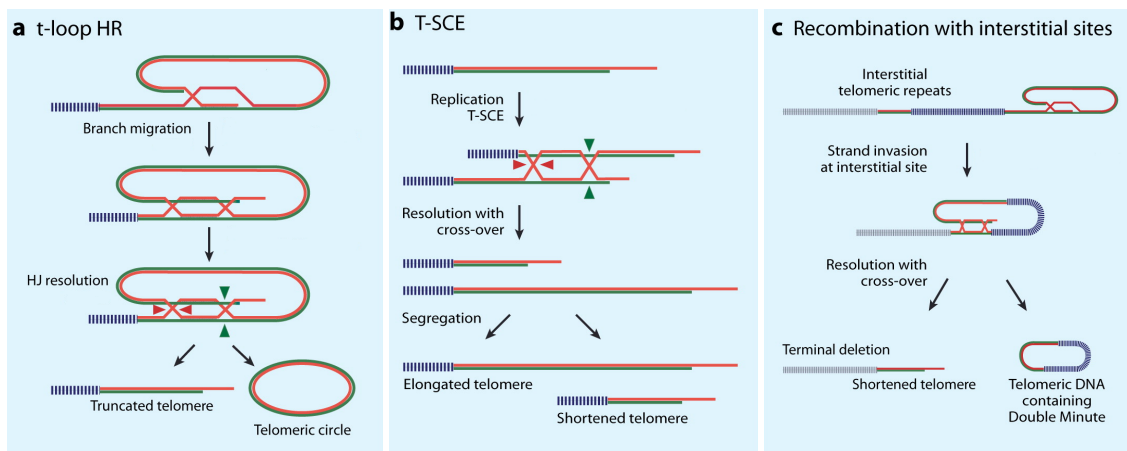 a t-loop HR
Branch migration
HJ resolution
Truncated telomere
Telomeric circle
b T-SCE
Replication
T-SCE
Resolution with
cross-over
Segregation
Elongated telomere
Shortened telomere
c Recombination with interstitial sites
Interstitial
telomeric repeats
Strand invasion
at interstitial site
Resolution with
cross-over
Terminal deletion
Shortened telomere
Telomeric DNA
containing
Double Minute